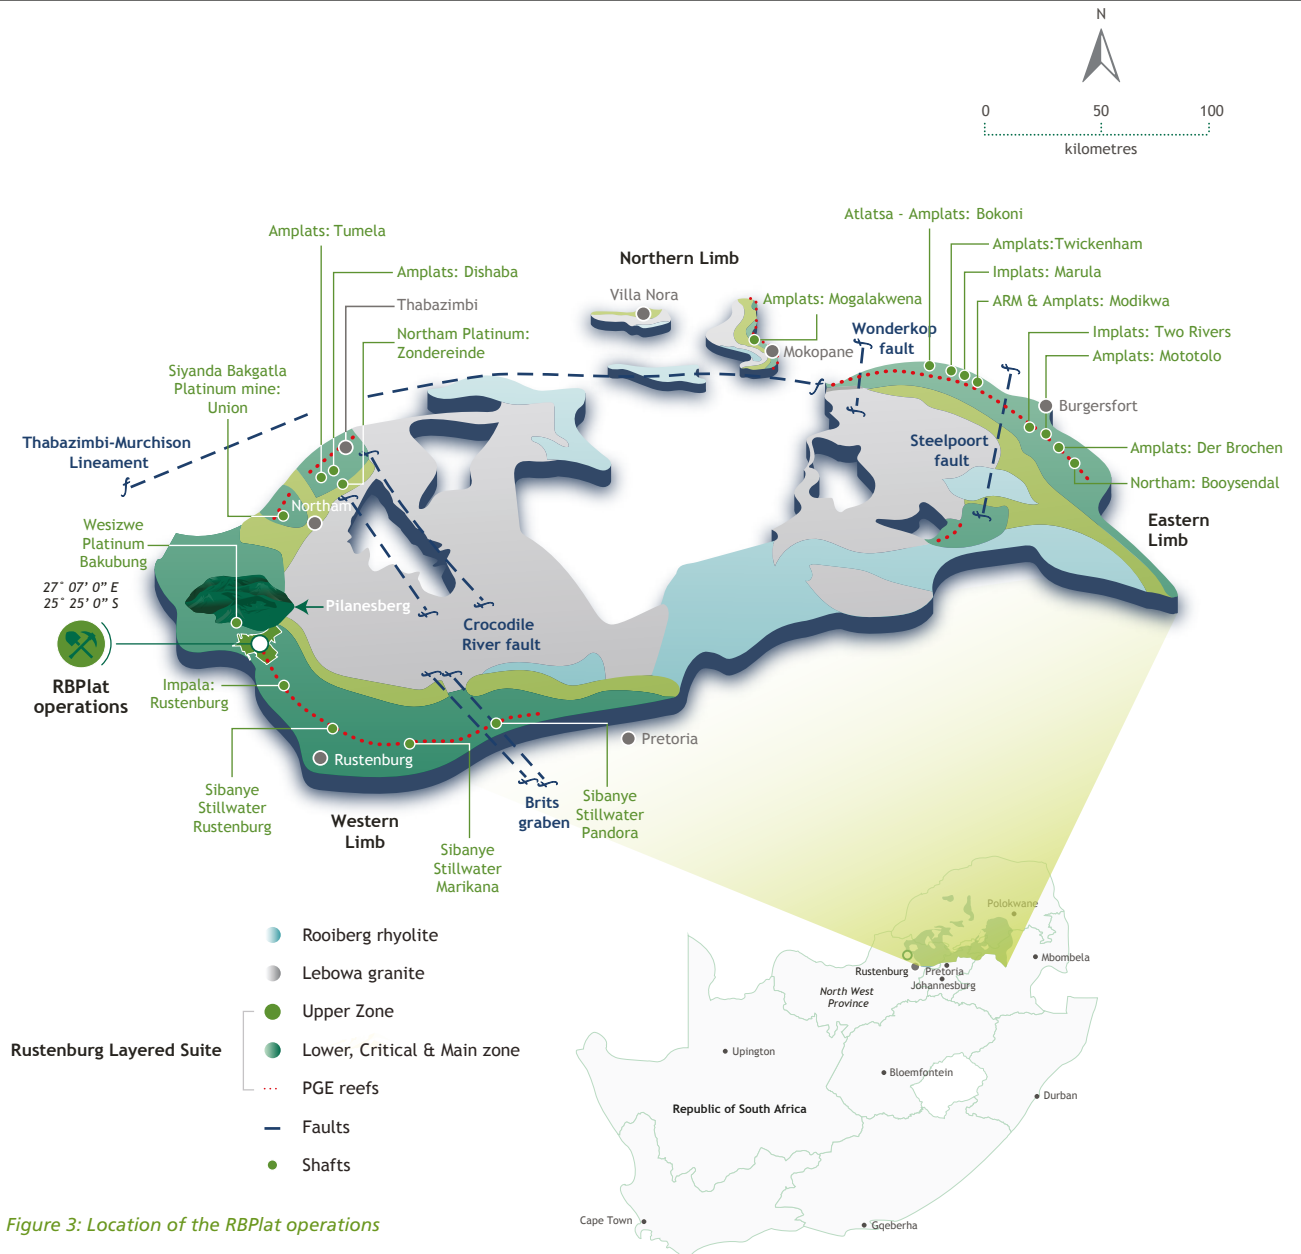 N
0 50 100
kilometres
Atlatsa - Amplats: Bokoni
Amplats: Tumela
Amplats:Twickenham
Northern Limb
Amplats: Dishaba
Implats: Marula
Villa Nora
Amplats: Mogalakwena
ARM & Amplats: Modikwa
Thabazimbi
Wonderkop
fault
Implats: Two Rivers
Northam Platinum:
Zondereinde
Mokopane
Amplats: Mototolo
Siyanda Bakgatla
Platinum mine:
Union
Burgersfort
Thabazimbi-Murchison
Lineament
Steelpoort
fault
Amplats: Der Brochen
Northam: Booysendal
Northam
Eastern
Limb
Wesizwe
Platinum
Bakubung
27° 07’ 0” E
25° 25’ 0” S
Pilanesberg
Crocodile
River fault
RBPlat
operations
Impala:
Rustenburg
Pretoria
Rustenburg
Sibanye
Stillwater
Rustenburg
Western
Limb
Brits
graben
Sibanye
Stillwater
Pandora
Sibanye
Stillwater
Marikana
Polokwane
Mbombela
Rustenburg
Pretoria
Johannesburg
North West
Province
Upington
Bloemfontein
Durban
Republic of South Africa
Cape Town
Gqeberha
Rooiberg rhyolite
Lebowa granite
Upper Zone
Rustenburg Layered Suite
Lower, Critical & Main zone
PGE reefs
Faults
Shafts
Figure 3: Location of the RBPlat operations